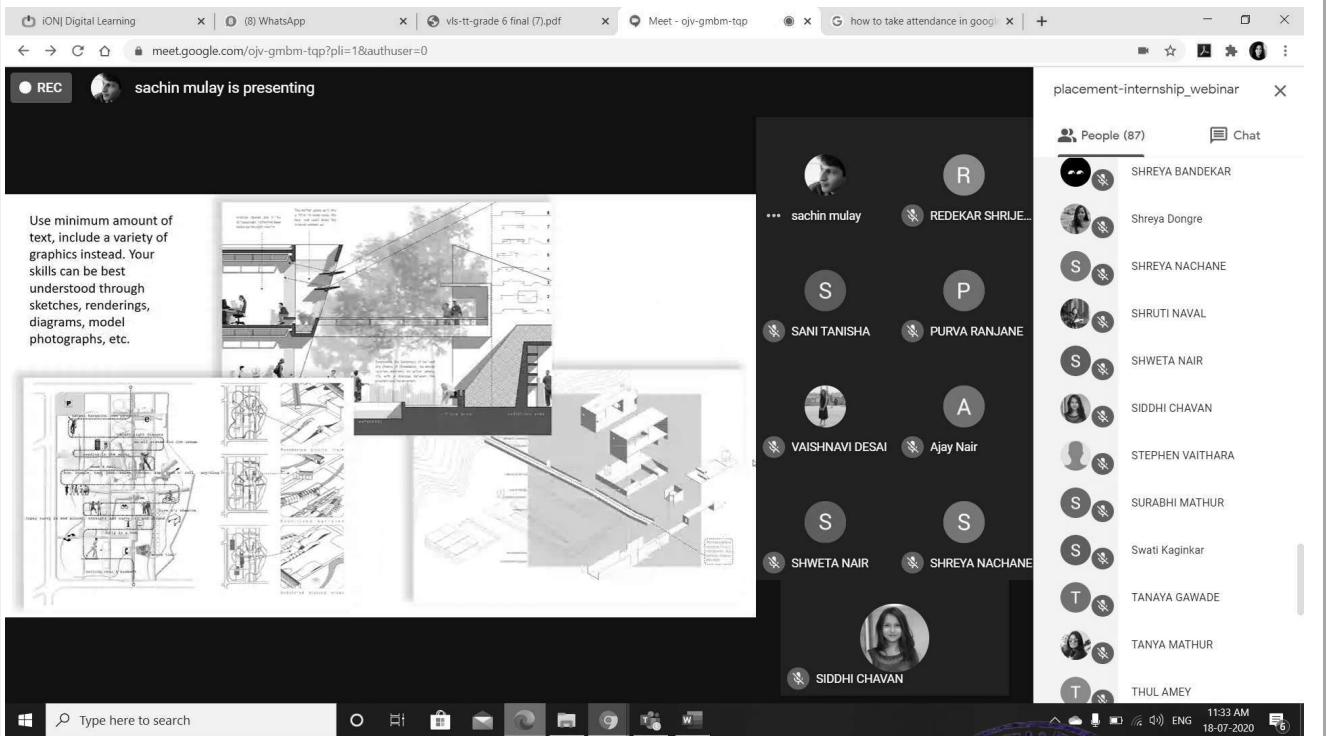 iON| Digital Learning
(8) WhatsApp
vls-tt-grade 6 final (7).pdf
Meet - ojv-gmbm-tqp
how to take attendance in googl
meet.google.com/ojv-gmbm-tqp?pli=1&authuser=0
REC
sachin mulay is presenting
placement-internship_webinar
People (87)
Chat
Use minimum amount of
text, include a variety of
graphics instead. Your
skills can be best
understood through
sketches, renderings,
diagrams, model
photographs, etc.
sachin mulay
R
REDEKAR SHRIJE...
S
SANI TANISHA
P
PURVA RANJANE
VAISHNAVI DESAI
A
Ajay Nair
S
SHWETA NAIR
S
SHREYA NACHANE
SIDDHI CHAVAN
SHREYA BANDEKAR
Shreya Dongre
S
SHREYA NACHANE
SHRUTI NAVAL
S
SHWETA NAIR
SIDDHI CHAVAN
STEPHEN VAITHARA
S
SURABHI MATHUR
S
Swati Kaginkar
T
TANAYA GAWADE
TANYA MATHUR
T
THUL AMEY
Type here to search
ENG
11:33 AM
18-07-2020
6